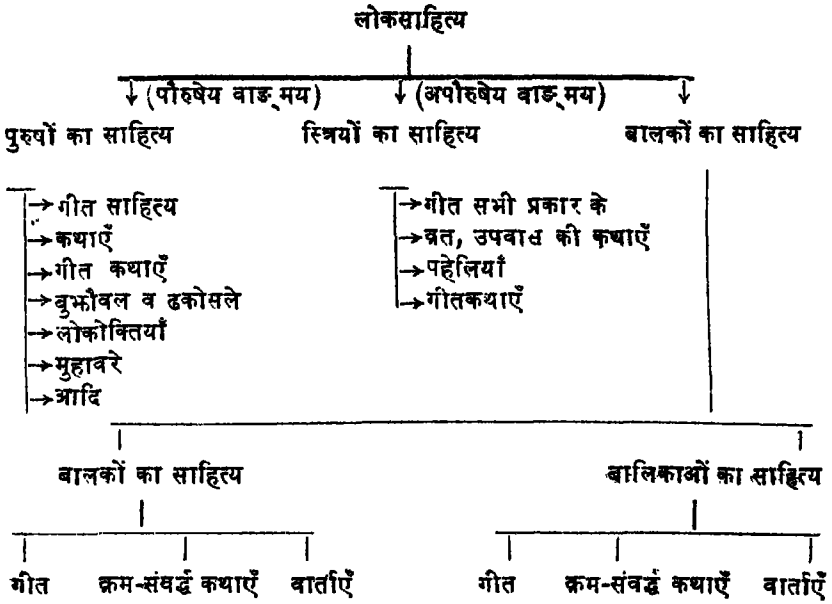 लोकसाहित्य
(पौरुषेय वाङ्मय) (अपौरुषेय वाङ्मय)
पुरुषों का साहित्य स्त्रियों का साहित्य बालकों का साहित्य
गीत साहित्य
कथाएँ
गीत कथाएँ
बुझौवल व ढकोसले
लोकोक्तियाँ
मुहावरे
आदि
गीत सभी प्रकार के
व्रत, उपवास की कथाएँ
पहेलियाँ
गीतकथाएँ
बालकों का साहित्य बालिकाओं का साहित्य
गीत क्रम-संवर्द्ध कथाएँ वार्ताएँ गीत क्रम-संवर्द्ध कथाएँ वार्ताएँ